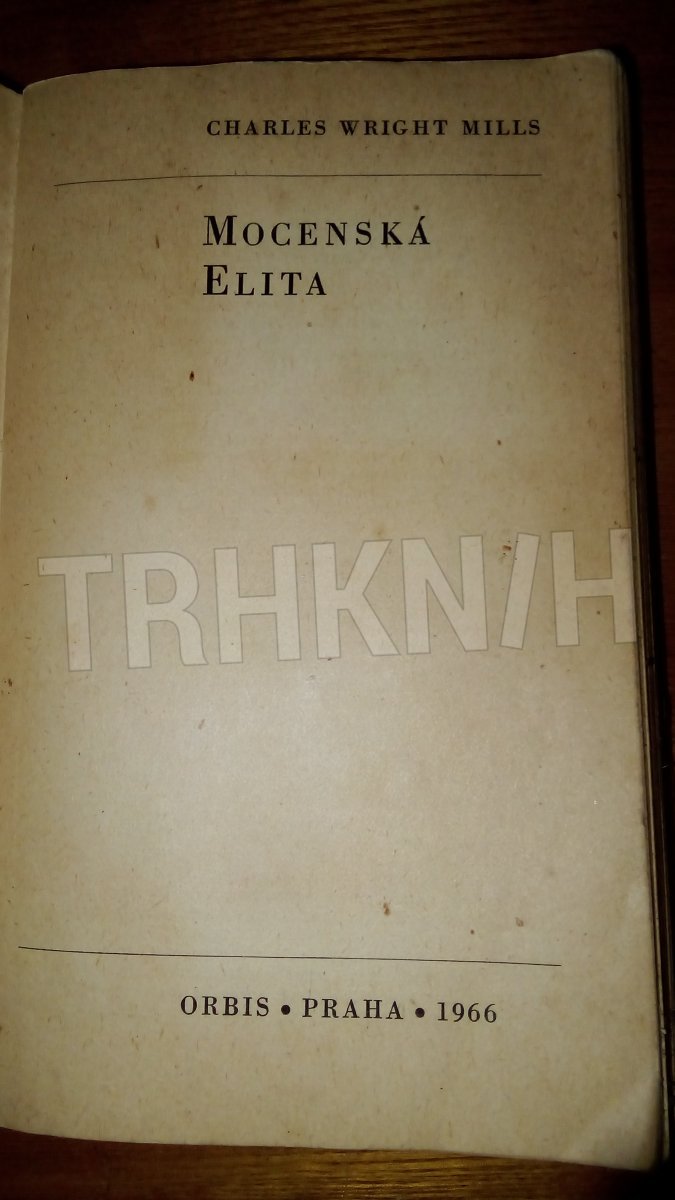 CHARLES WRIGHT MILLS
MOCENSKÁ
ELITA
TRHKNIH
ORBIS • PRAHA • 1966